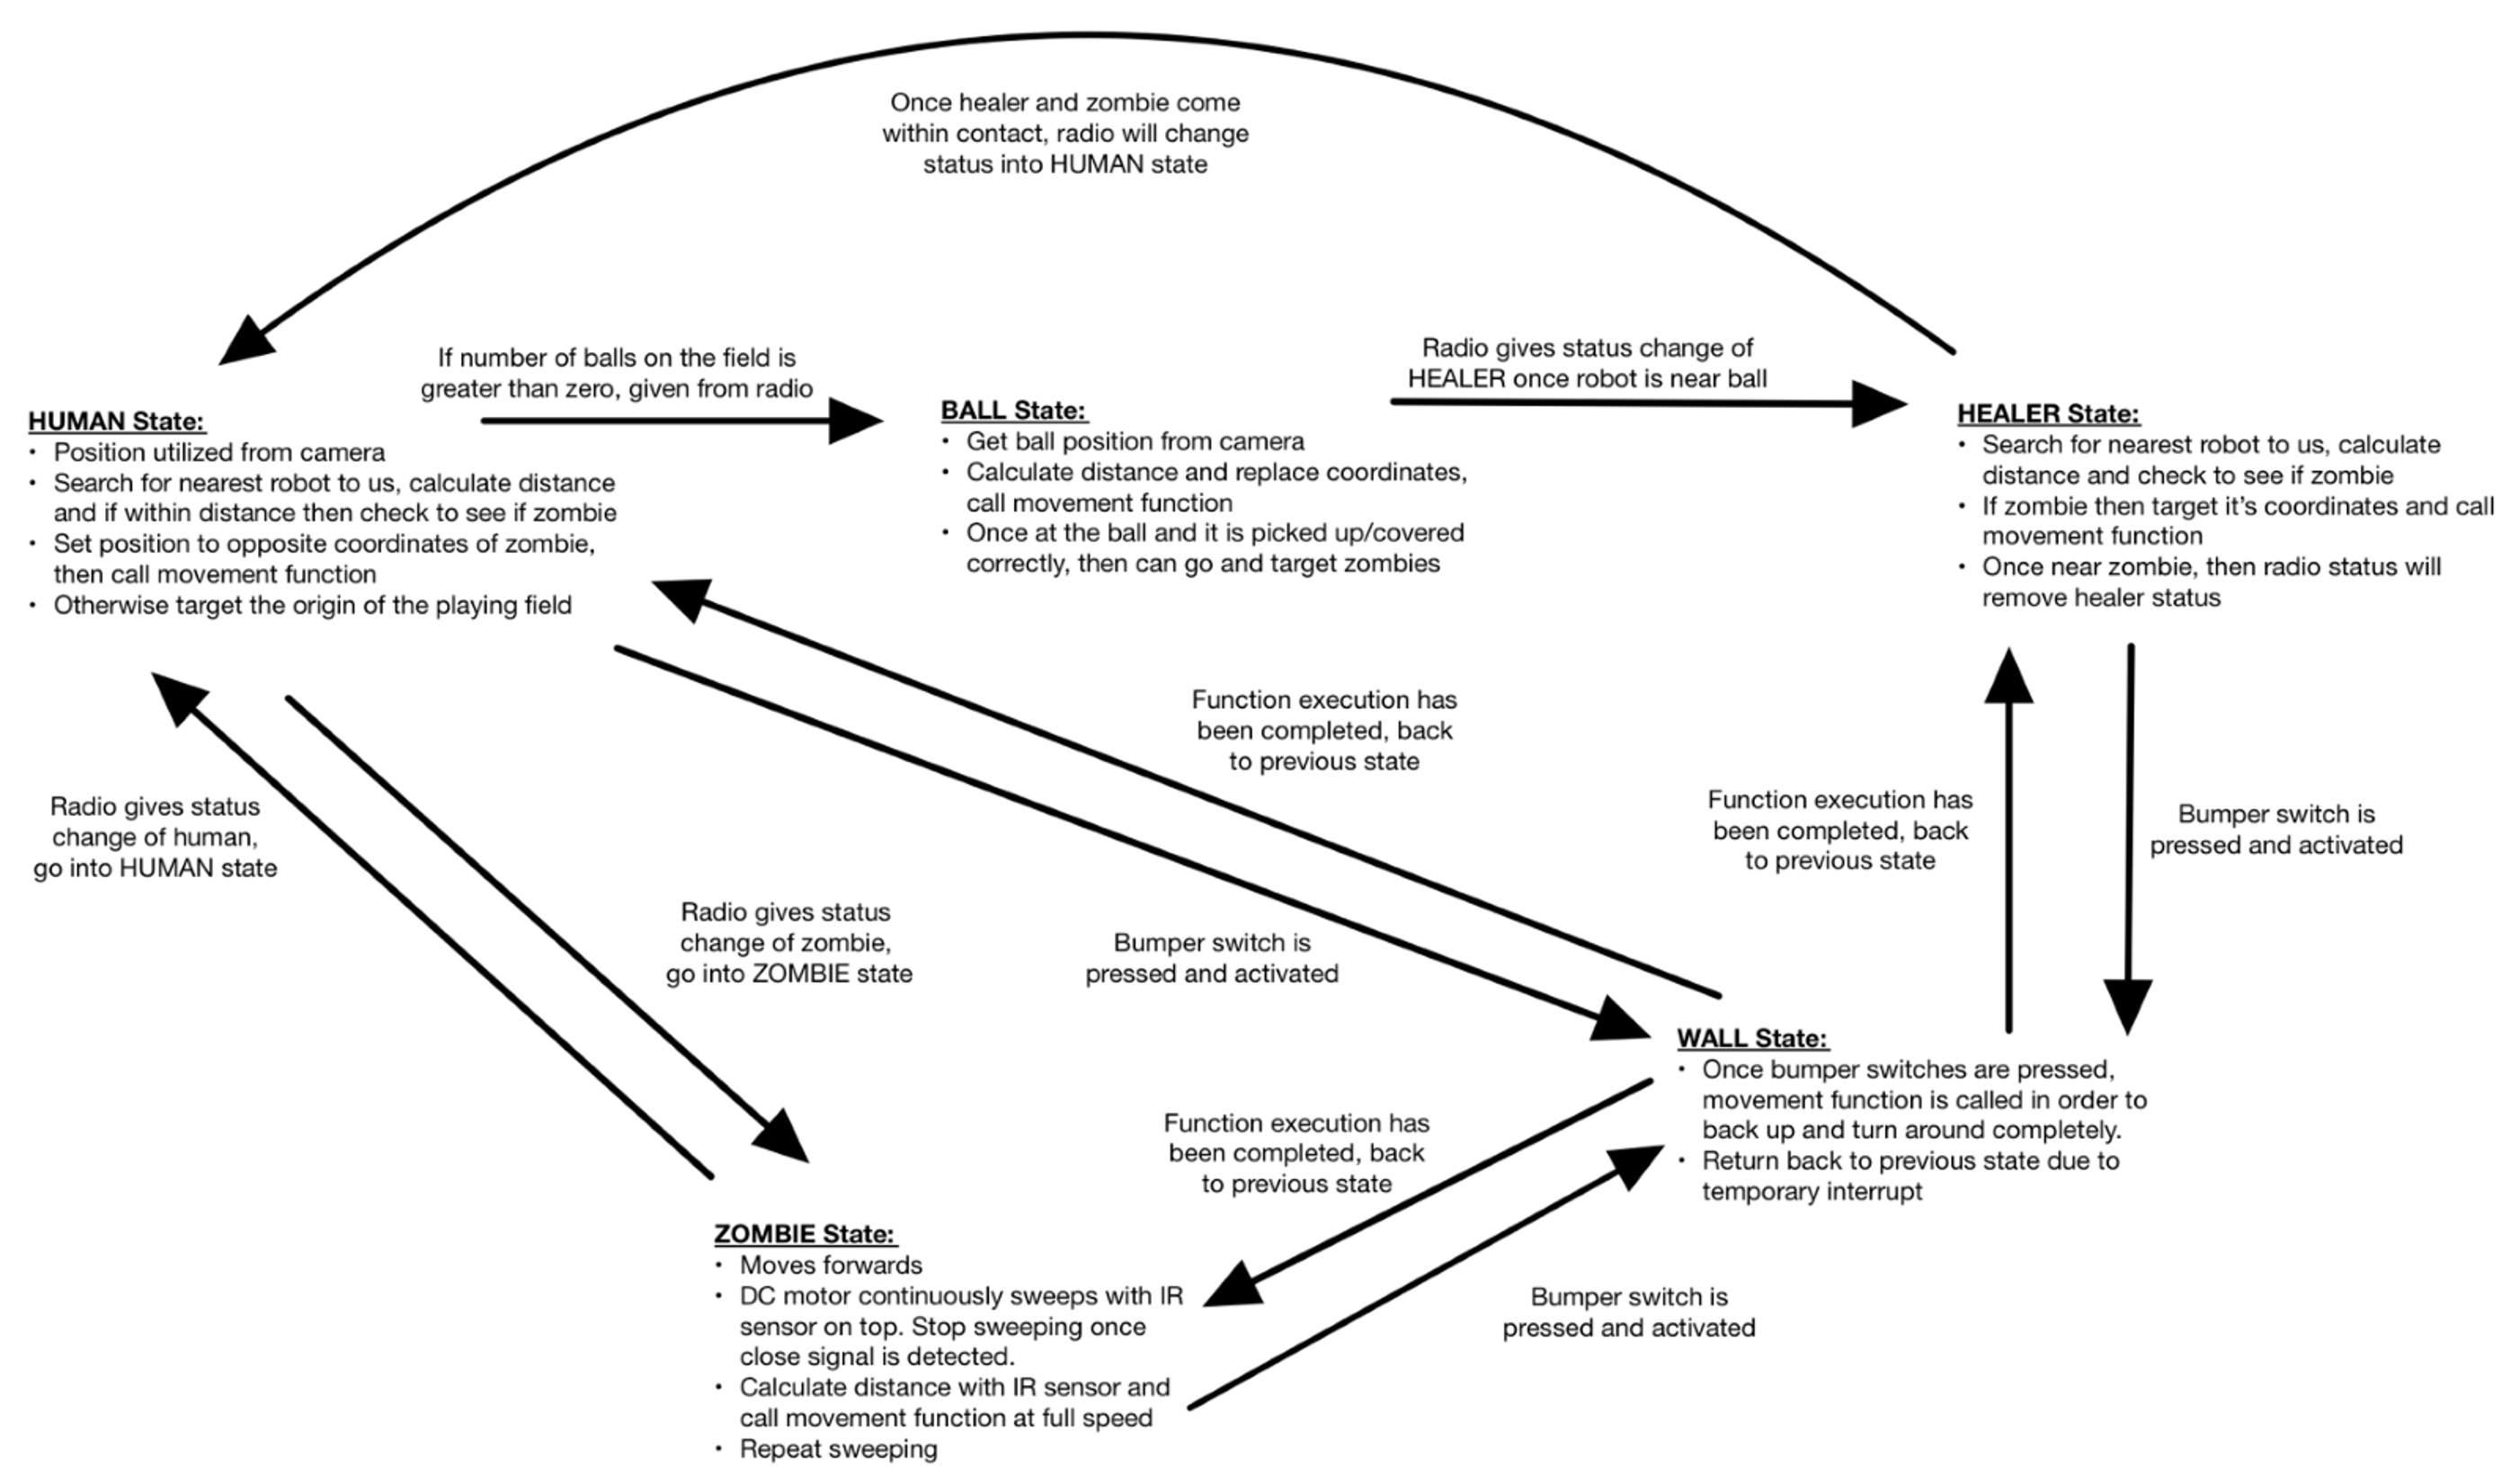 Once healer and zombie come
within contact, radio will change
status into HUMAN state
If number of balls on the field is
greater than zero, given from radio
Radio gives status change of
HEALER once robot is near ball
HUMAN State:
• Position utilized from camera
• Search for nearest robot to us, calculate distance
and if within distance then check to see if zombie
• Set position to opposite coordinates of zombie,
then call movement function
• Otherwise target the origin of the playing field
BALL State:
• Get ball position from camera
• Calculate distance and replace coordinates,
call movement function
• Once at the ball and it is picked up/covered
correctly, then can go and target zombies
HEALER State:
• Search for nearest robot to us, calculate
distance and check to see if zombie
• If zombie then target it's coordinates and call
movement function
• Once near zombie, then radio status will
remove healer status
Function execution has
been completed, back
to previous state
Radio gives status
change of human,
go into HUMAN state
Function execution has
been completed, back
to previous state
Bumper switch is
pressed and activated
Radio gives status
change of zombie,
go into ZOMBIE state
Bumper switch is
pressed and activated
WALL State:
• Once bumper switches are pressed,
movement function is called in order to
back up and turn around completely.
• Return back to previous state due to
temporary interrupt
Function execution has
been completed, back
to previous state
ZOMBIE State:
• Moves forwards
• DC motor continuously sweeps with IR
sensor on top. Stop sweeping once
close signal is detected.
• Calculate distance with IR sensor and
call movement function at full speed
• Repeat sweeping
Bumper switch is
pressed and activated